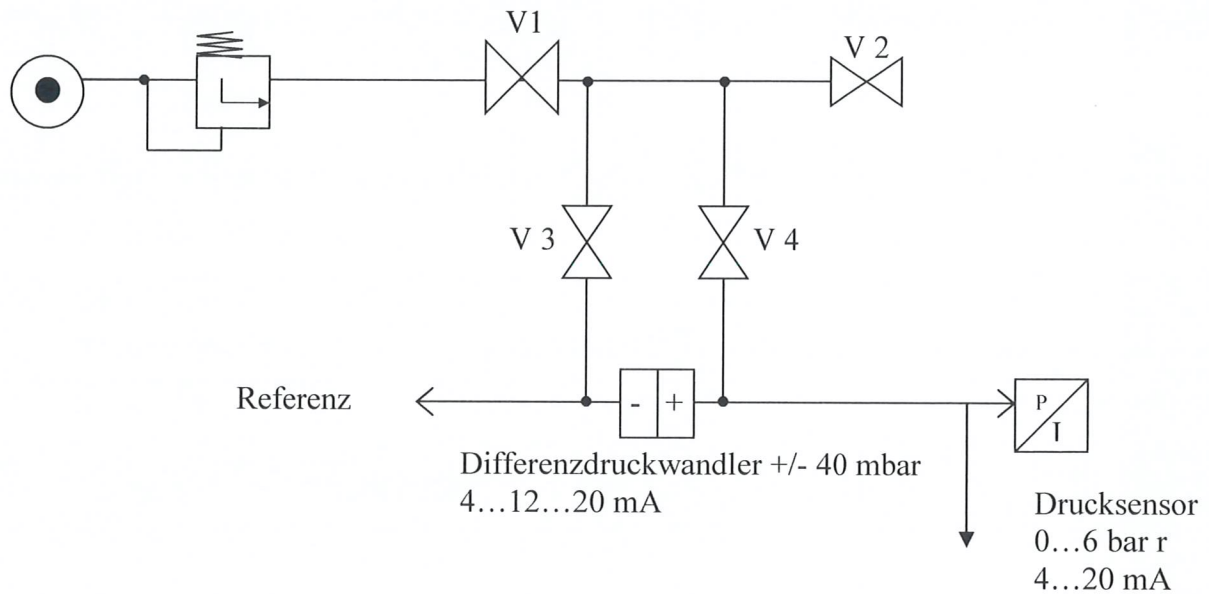 V1
V 2
V 3
V 4
Referenz
- +
P
I
Differenzdruckwandler +/- 40 mbar
4…12…20 mA
Drucksensor
0…6 bar r
4…20 mA